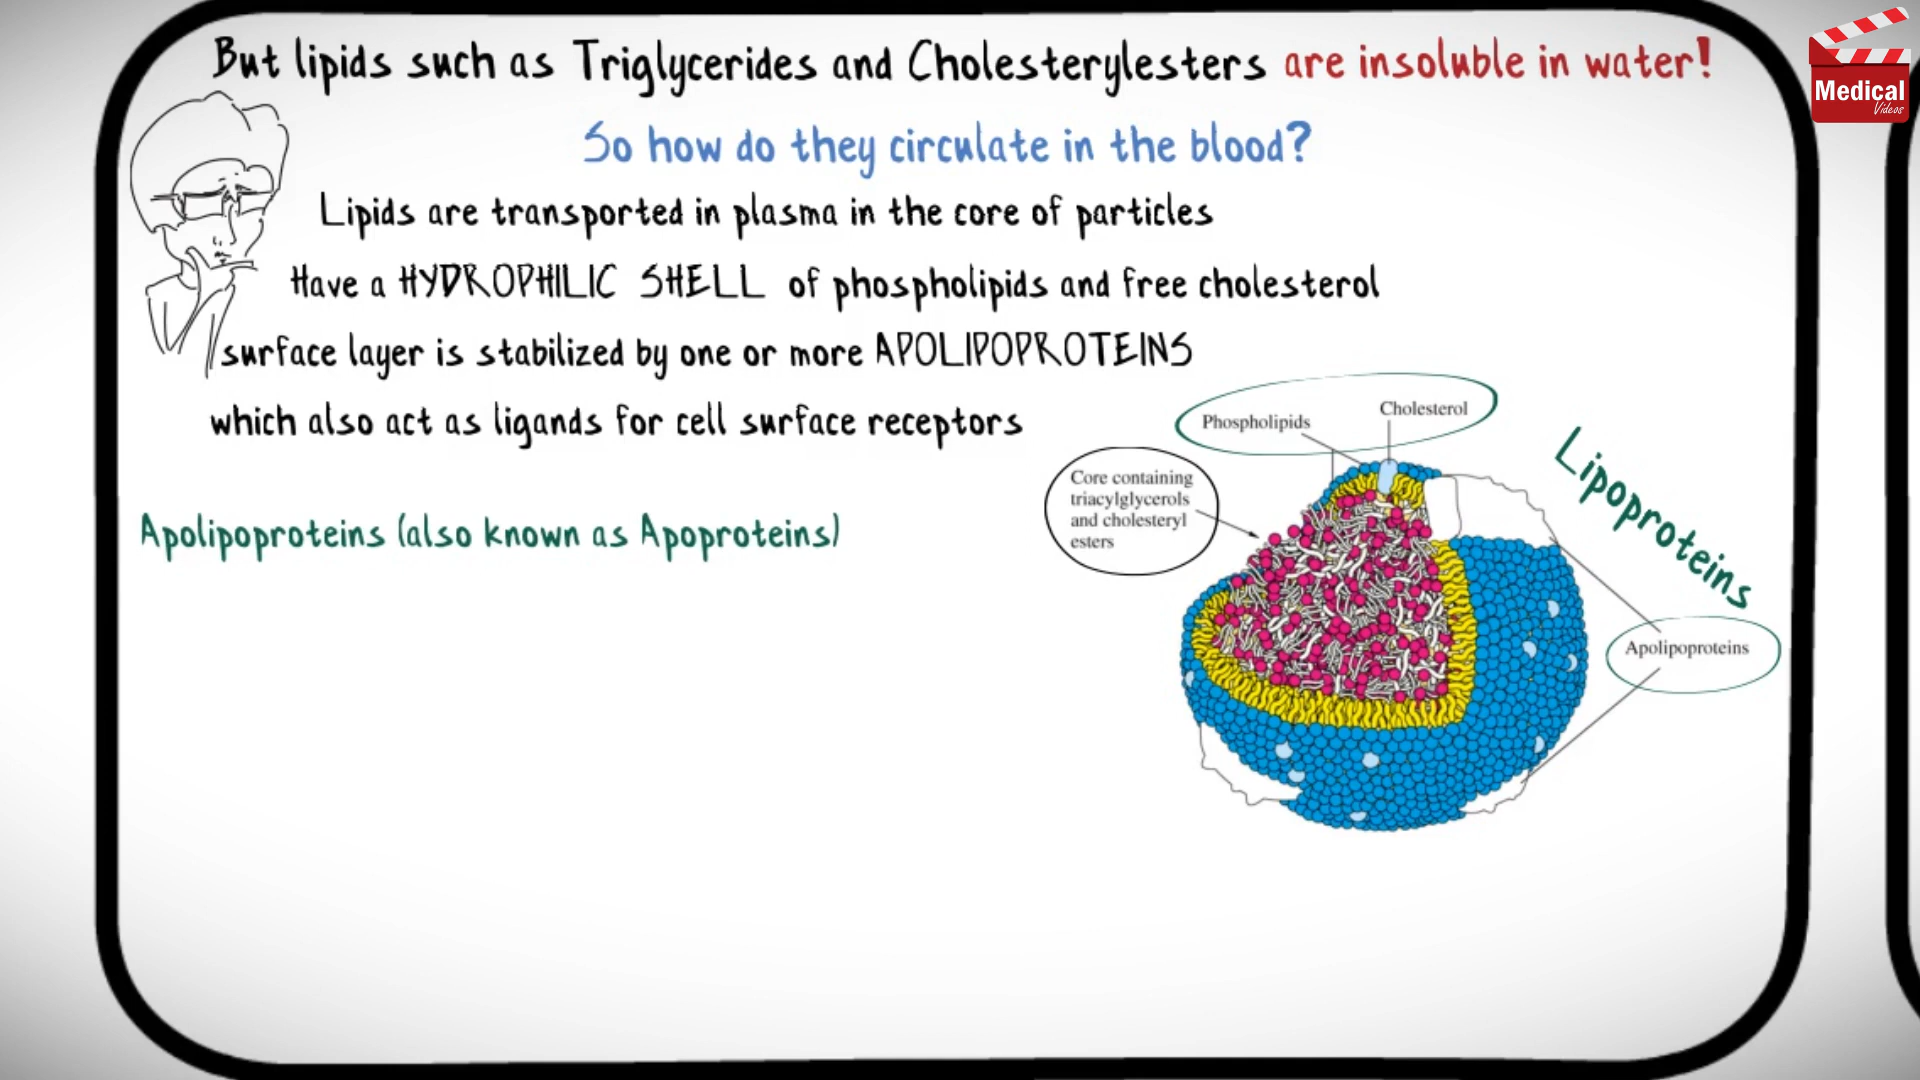 But lipids such as Triglycerides and Cholesterylesters are insoluble in water!
Medical
Videos
So how do they circulate in the blood?
Lipids are transported in plasma in the core of particles
Have a HYDROPHILIC SHELL of phospholipids and free cholesterol
surface layer is stabilized by one or more APOLIPOPROTEINS
which also act as ligands for cell surface receptors
Phospholipids
Cholesterol
Core containing
triacylglycerols
and cholesteryl
esters
Lipoproteins
Apolipoproteins (also known as Apoproteins)
Apolipoproteins